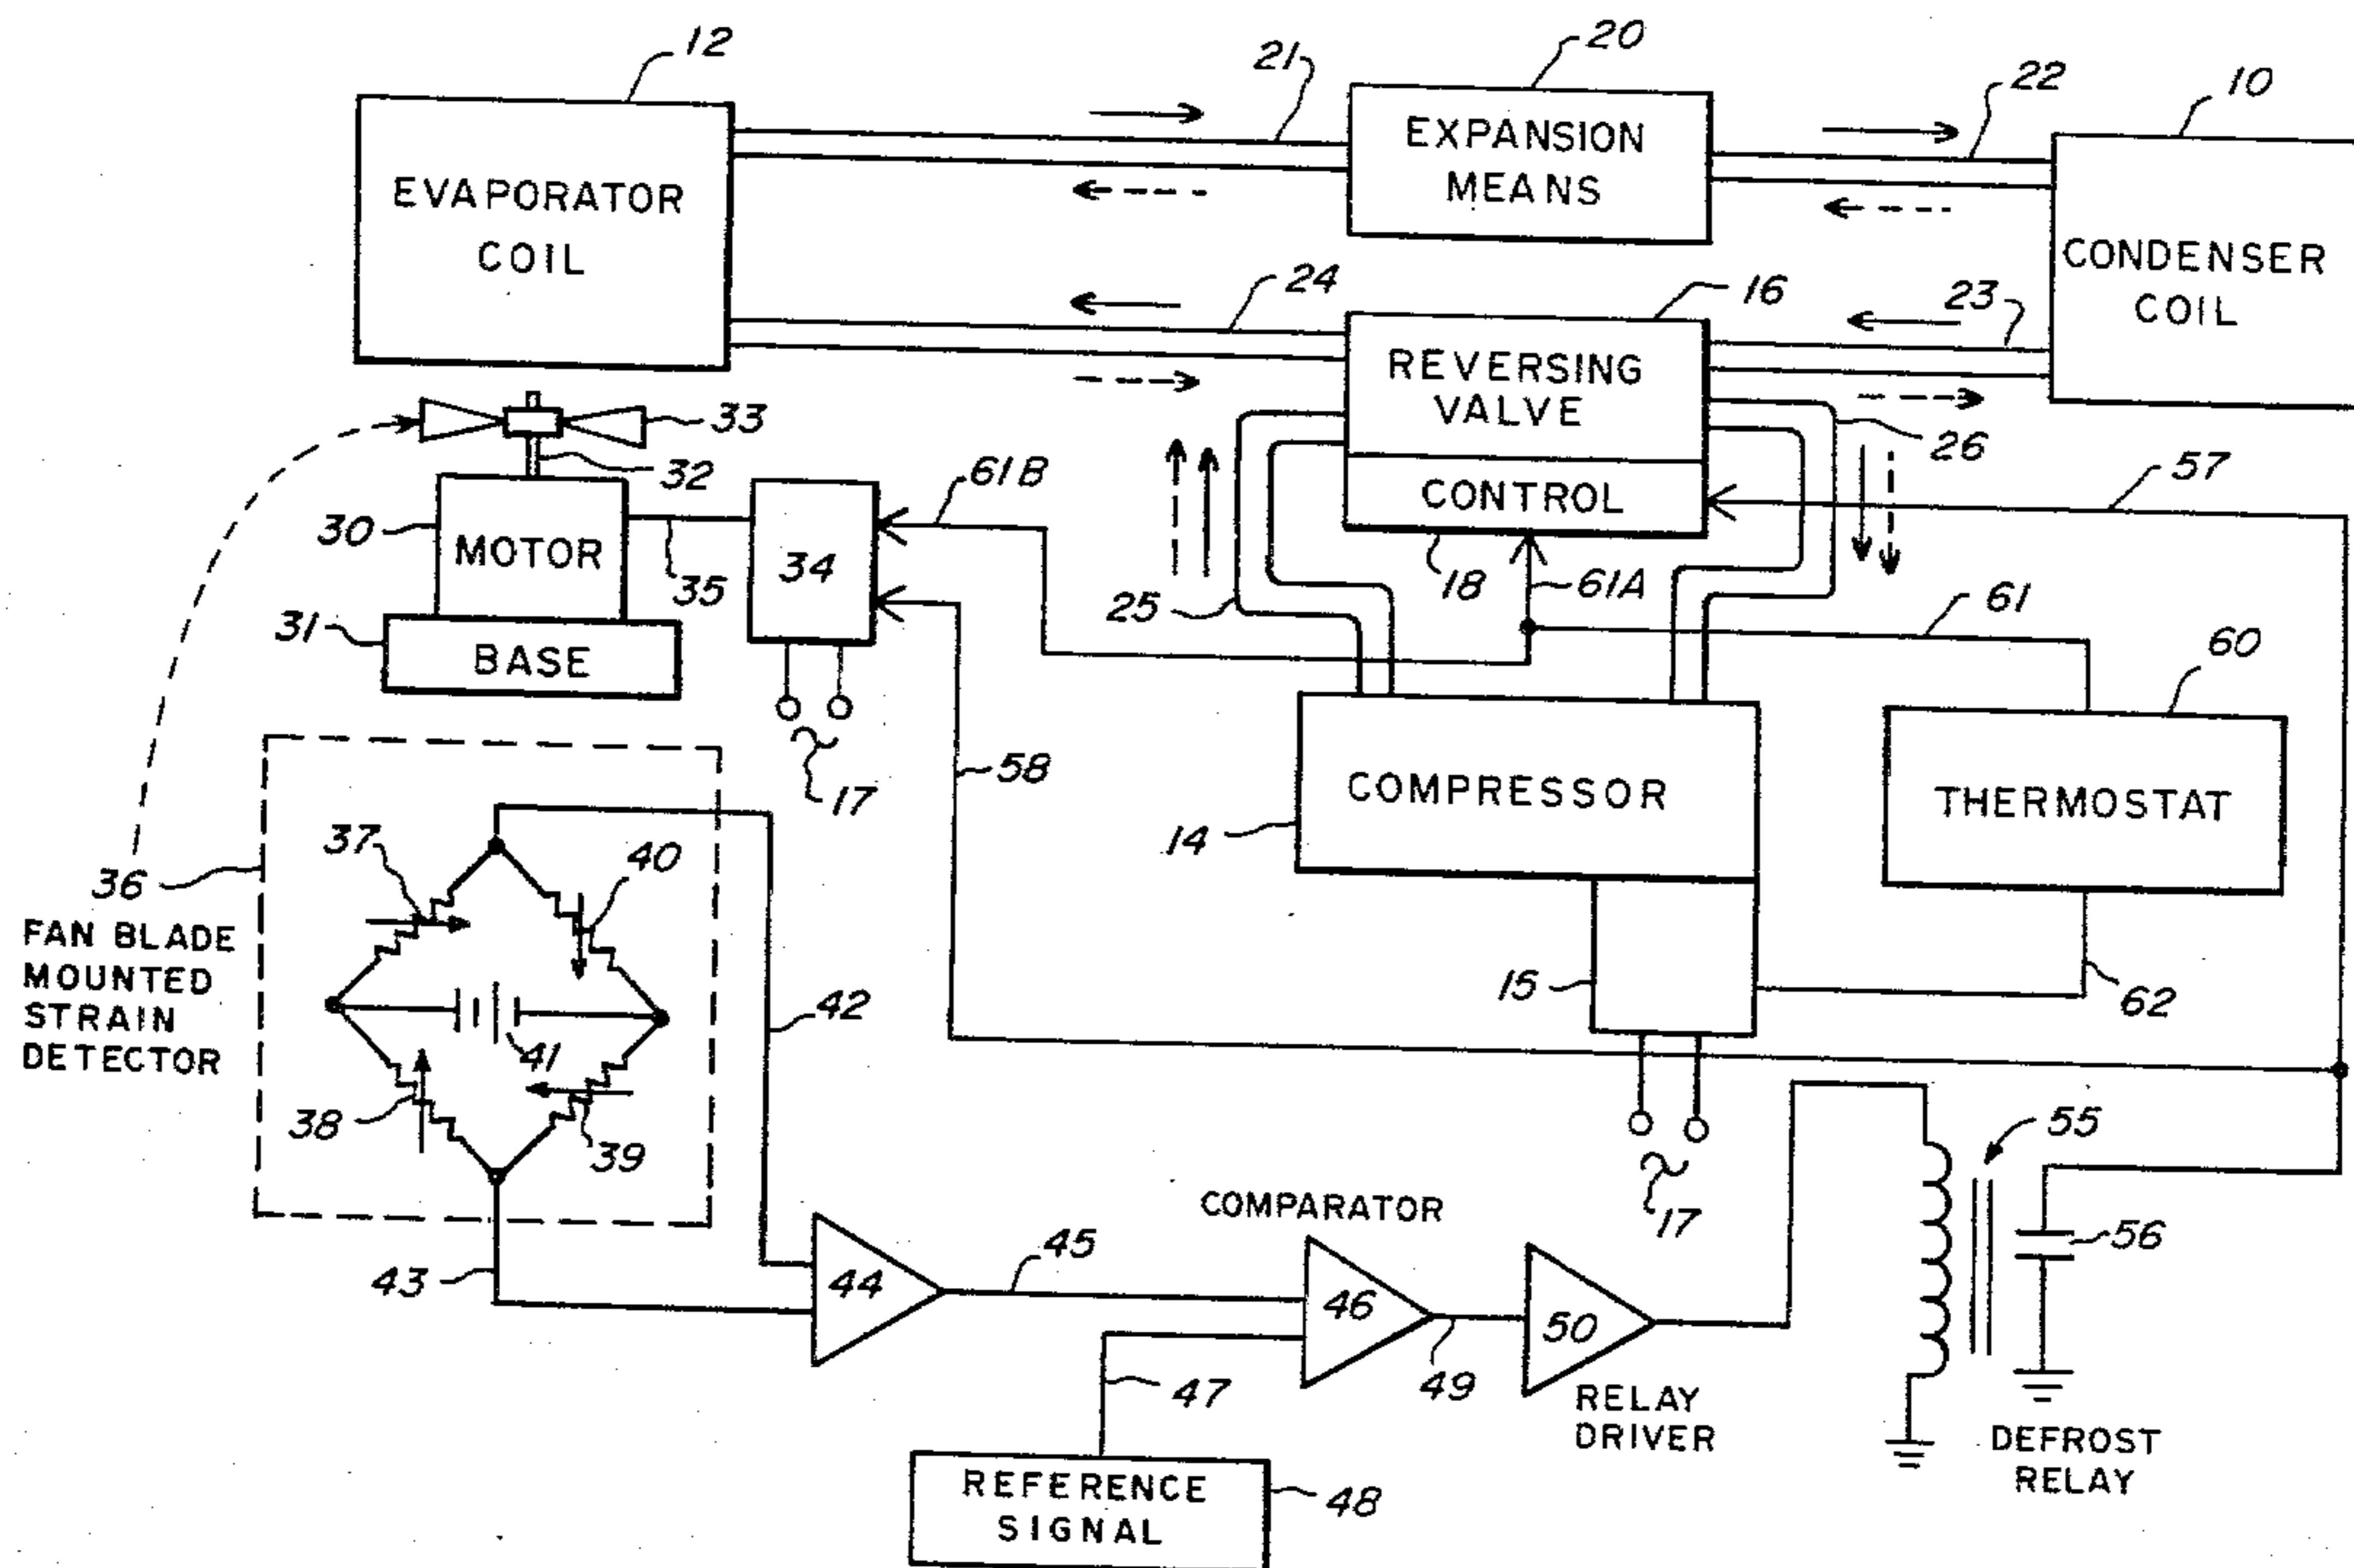 12
21
20
22
10
EVAPORATOR
COIL
EXPANSION
MEANS
CONDENSER
COIL
24
16
23
REVERSING
VALVE
26
33
32
61B
57
CONTROL
30
MOTOR
35
34
25
18
61A
61
31
BASE
60
17
58
14
COMPRESSOR
THERMOSTAT
37
40
36
FAN BLADE
MOUNTED
STRAIN
DETECTOR
42
15
62
41
38
39
55
17
COMPARATOR
56
43
45
44
46
50
47
49
RELAY
DRIVER
DEFROST
RELAY
REFERENCE
SIGNAL
48